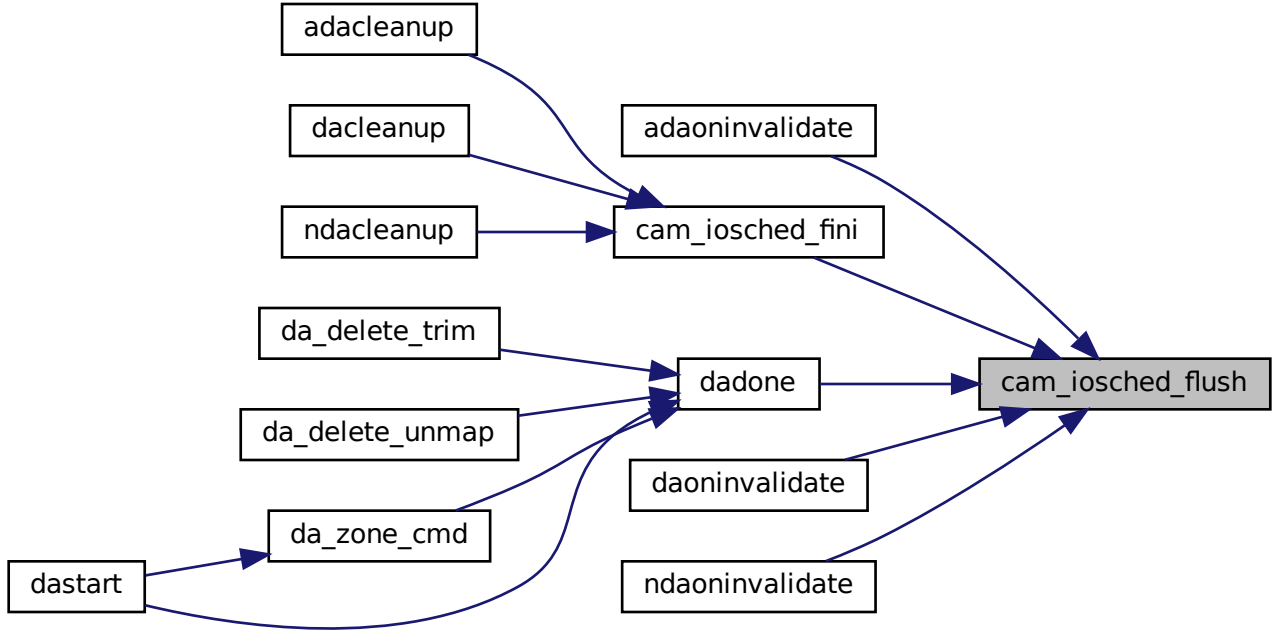 adacleanup
dacleanup
adaoninvalidate
ndacleanup
cam_iosched_fini
da_delete_trim
dadone
cam_iosched_flush
da_delete_unmap
daoninvalidate
da_zone_cmd
dastart
ndaoninvalidate